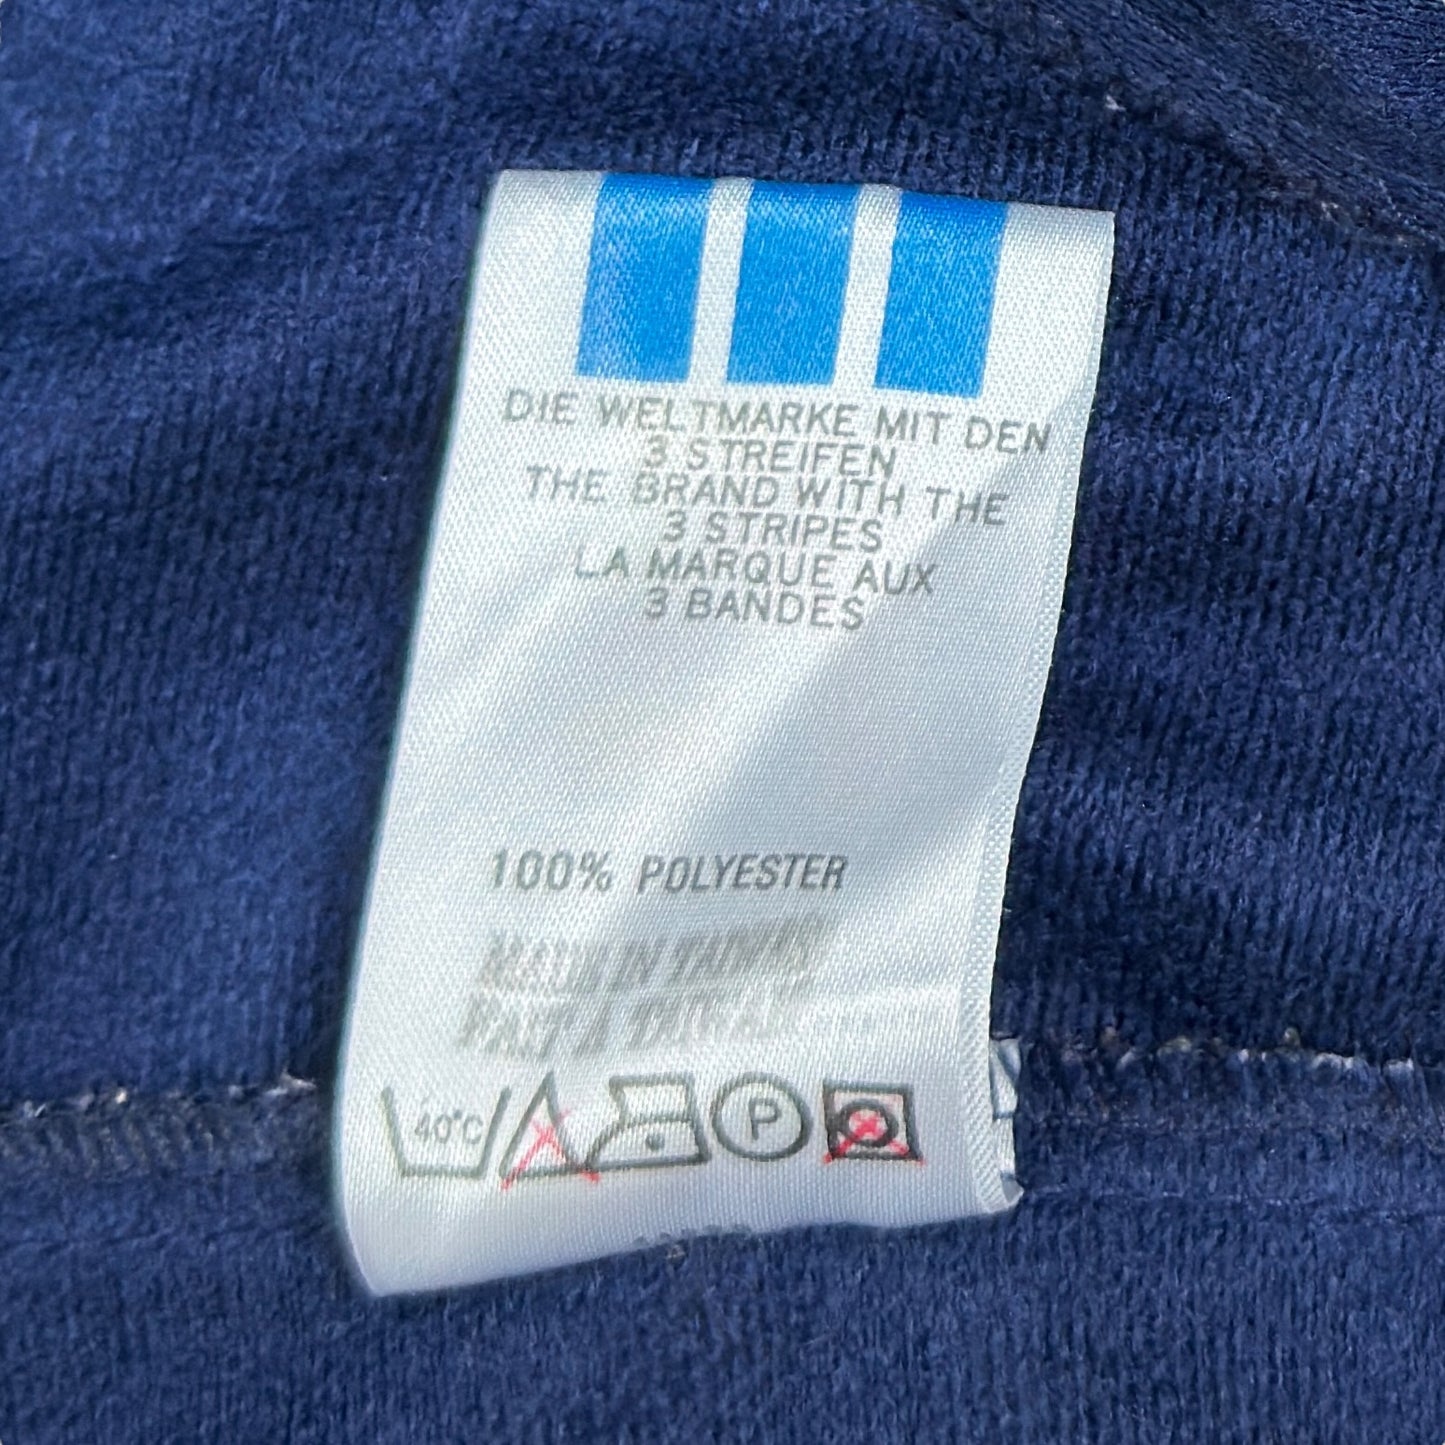 DIE WELTMARKE MIT DEN
3 STREIFEN
THE BRAND WITH THE
3 STRIPES
LA MARQUE AUX
3 BANDES
100% POLYESTER
MADE IN TAIWAN
40°C
P